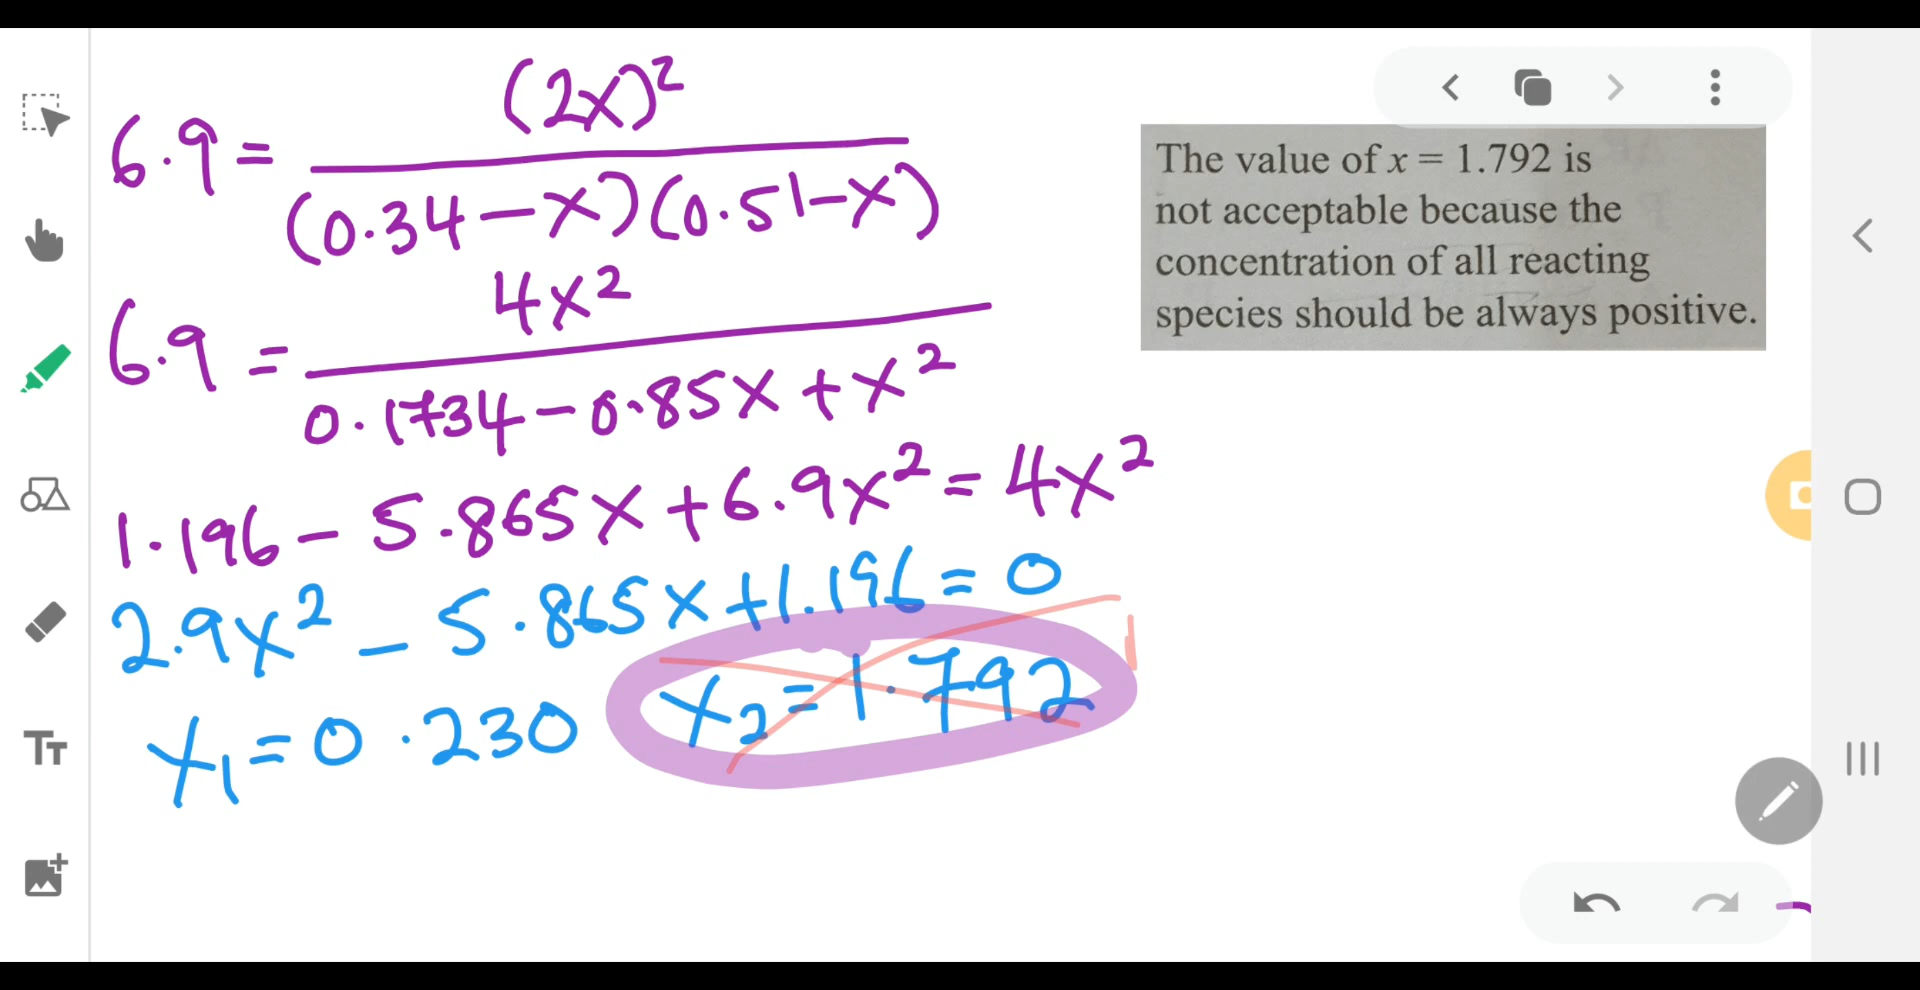 6.9 = (2x)²
(0.34 - x)(0.51 - x)
6.9 = 4x²
0.1734 - 0.85x + x²
1.196 - 5.865x + 6.9x² = 4x²
2.9x² - 5.865x + 1.196 = 0
x₁ = 0.230 x₂ = 1.792
The value of x = 1.792 is
not acceptable because the
concentration of all reacting
species should be always positive.
TT